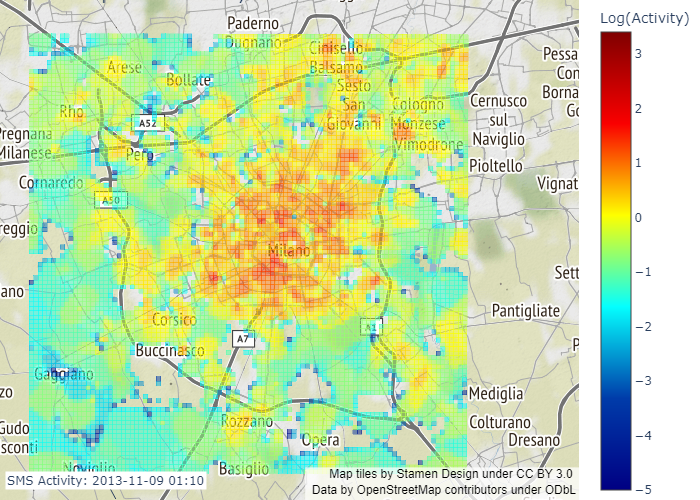 Log(Activity)
3
2
1
0
−1
−2
−3
−4
−5
Paderno
Dugnano
Cinisello
Balsamo
Arese
Bollate
Sesto
San
Giovanni
Cologno
Monzese
Vimodrone
Pessa
Con
Borna
Go
Cernusco
sul
Naviglio
Rho
A52
Pregnana
Milanese
Pero
Pioltello
Cornaredo
Vignat
A50
reggio
Milano
Sett
ano
Pantigliate
Corsico
A1
A7
Buccinasco
P
Gaggiano
zo
Mediglia
Rozzano
Colturano
Gudo
sconti
Opera
Dresano
Noviglio
Basiglio
SMS Activity: 2013-11-09 01:10
Map tiles by Stamen Design under CC BY 3.0
Data by OpenStreetMap contributors under ODbL